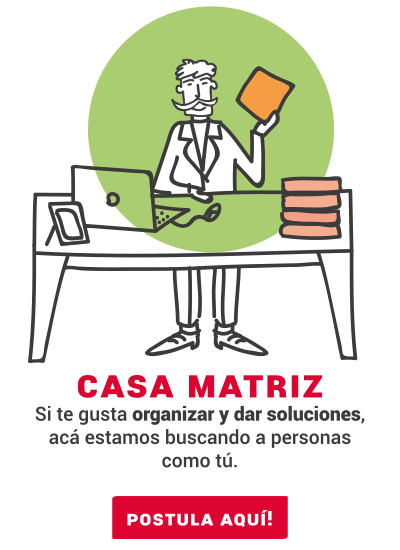 CASA MATRIZ
Si te gusta organizar y dar soluciones,
acá estamos buscando a personas
como tú.
POSTULA AQUÍ!